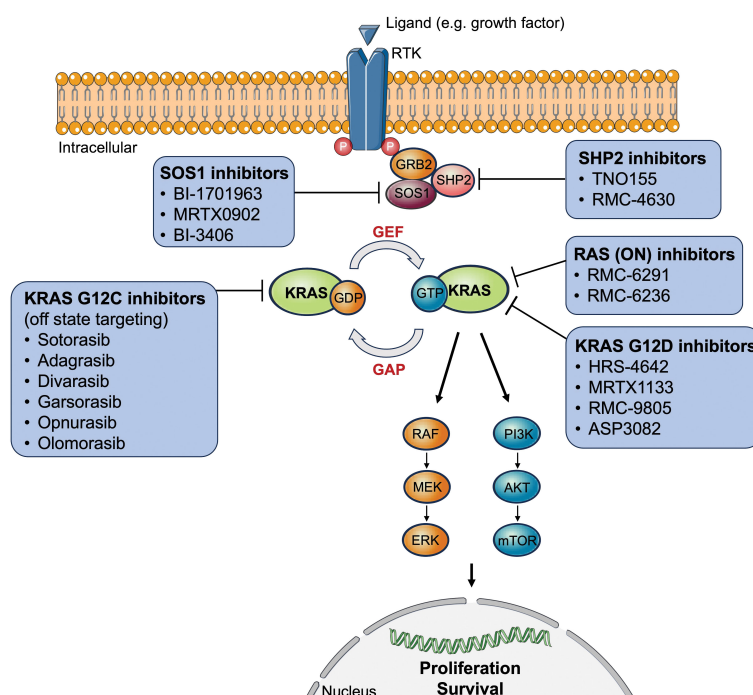 Ligand (e.g. growth factor)
RTK
Intracellular
P
P
GRB2
SOS1
SHP2
SOS1 inhibitors
• BI-1701963
• MRTX0902
• BI-3406
SHP2 inhibitors
• TNO155
• RMC-4630
GEF
RAS (ON) inhibitors
• RMC-6291
• RMC-6236
KRAS
GDP
GTP
KRAS
KRAS G12C inhibitors
(off state targeting)
• Sotorasib
• Adagrasib
• Divarasib
• Garsorasib
• Opnurasib
• Olomorasib
GAP
KRAS G12D inhibitors
• HRS-4642
• MRTX1133
• RMC-9805
• ASP3082
RAF
MEK
ERK
PI3K
AKT
mTOR
Proliferation
Survival
Nucleus